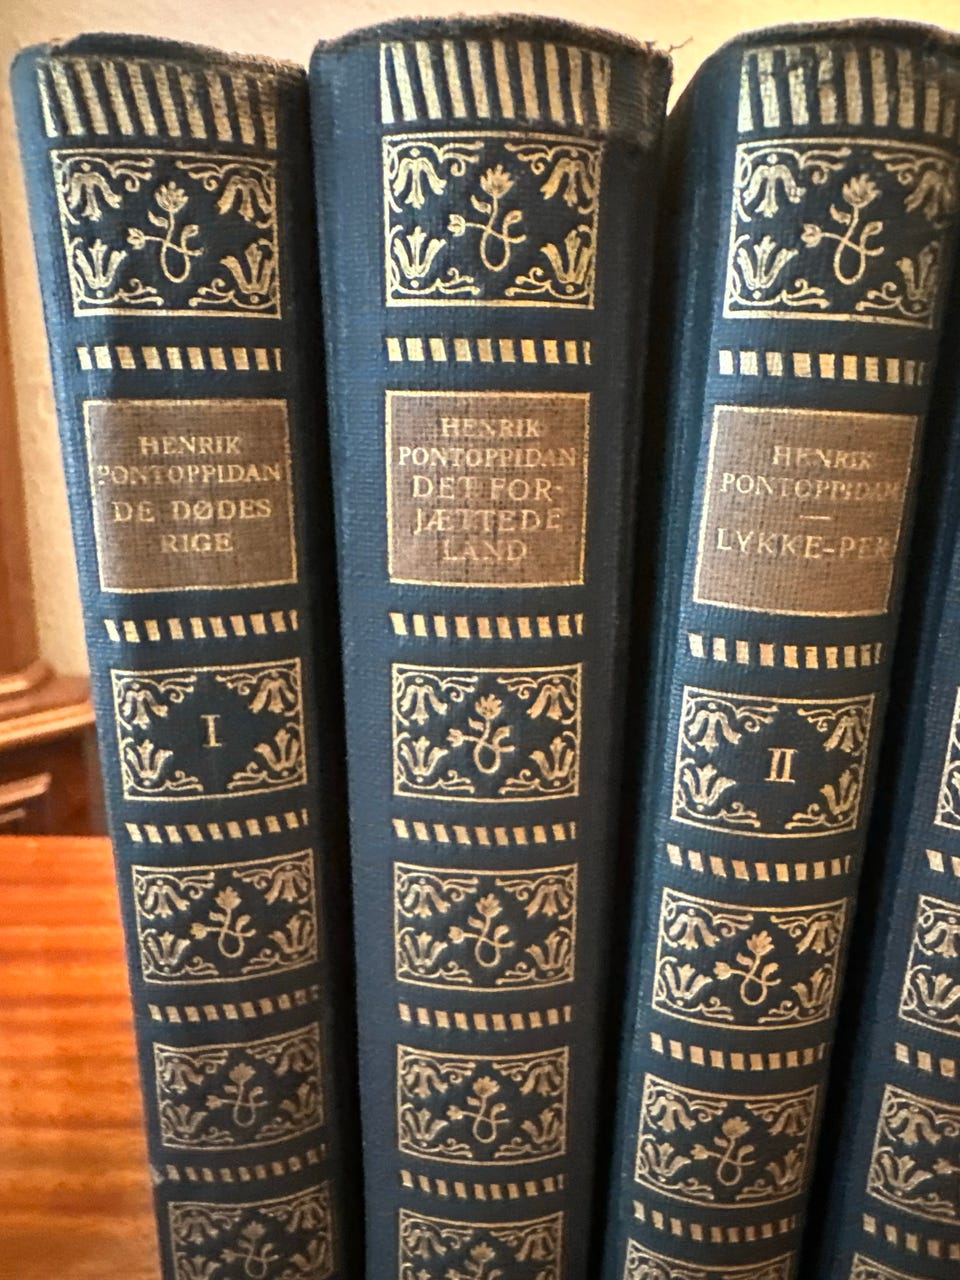 HENRIK
PONTOPPIDAN
DE DØDES
RIGE
I
HENRIK
PONTOPPIDAN
DET FOR-
JÆTTEDE
LAND
HENRIK
PONTOPPIDAN
LYKKE-PER
II